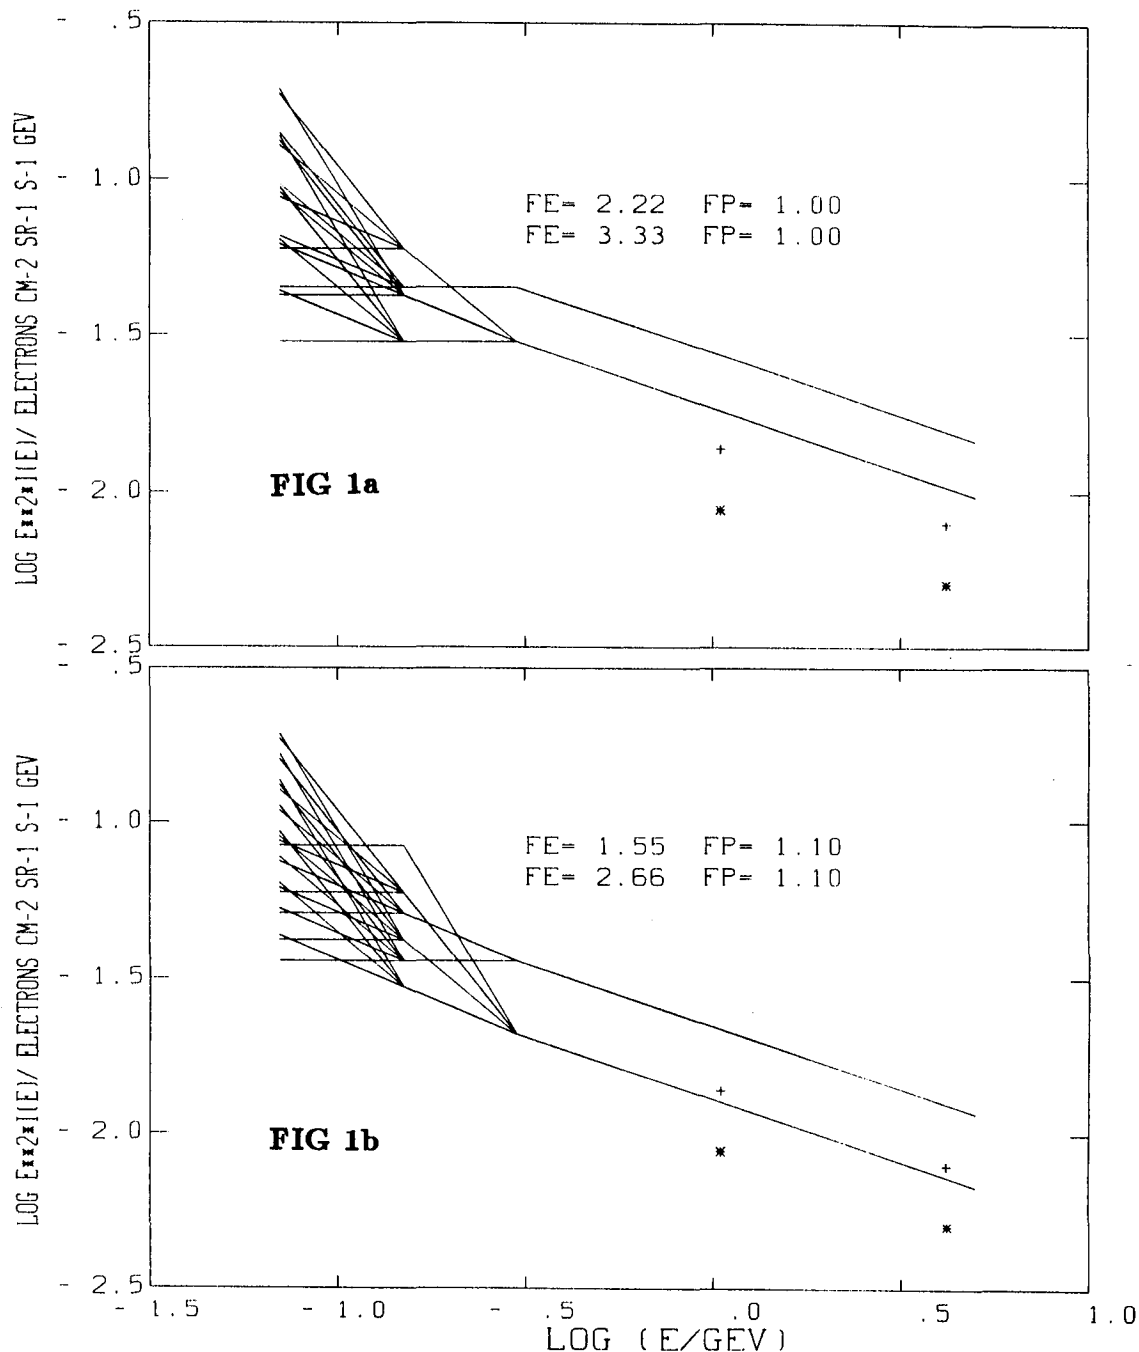 - .5
- 1.0
- 1.5
- 2.0
- 2.5
LOG E**2*I(E)/ ELECTRONS CM-2 SR-1 S-1 GEV
FE= 2.22 FP= 1.00
FE= 3.33 FP= 1.00
FIG 1a
- .5
- 1.0
- 1.5
- 2.0
- 2.5
LOG E**2*I(E)/ ELECTRONS CM-2 SR-1 S-1 GEV
FE= 1.55 FP= 1.10
FE= 2.66 FP= 1.10
FIG 1b
-1.5 -1.0 - .5 .0 .5 1.0
LOG (E/GEV)